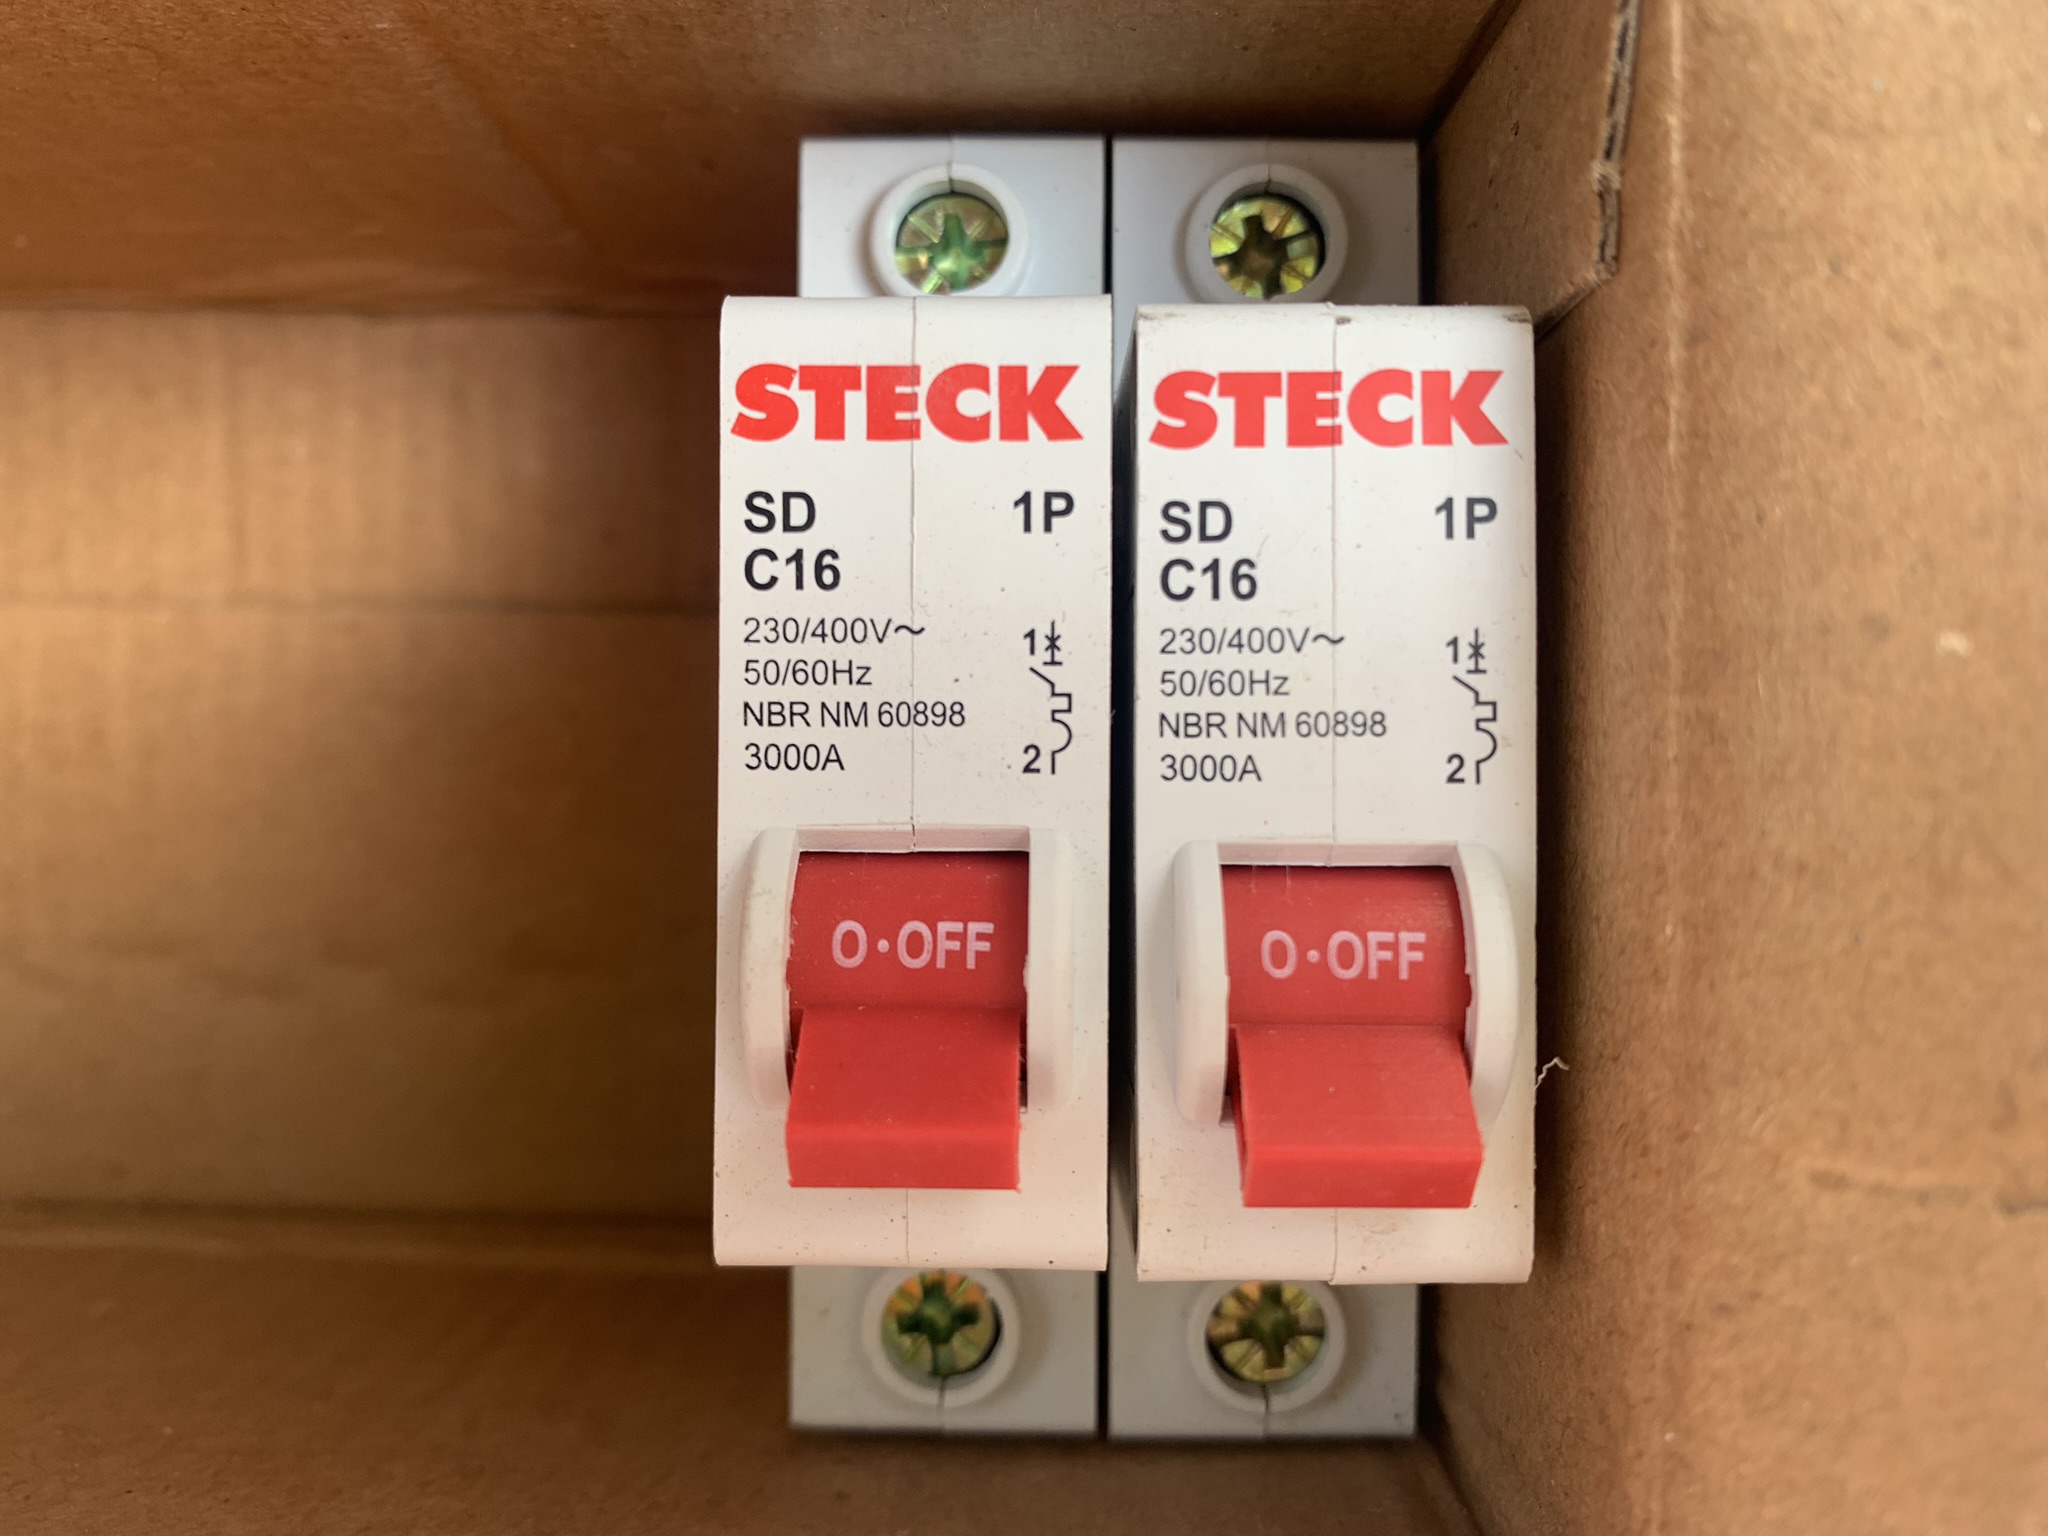 STECK
SD 1P
C16
230/400V~
50/60Hz
NBR NM 60898
3000A
1
2
O·OFF
STECK
SD 1P
C16
230/400V~
50/60Hz
NBR NM 60898
3000A
1
2
O·OFF